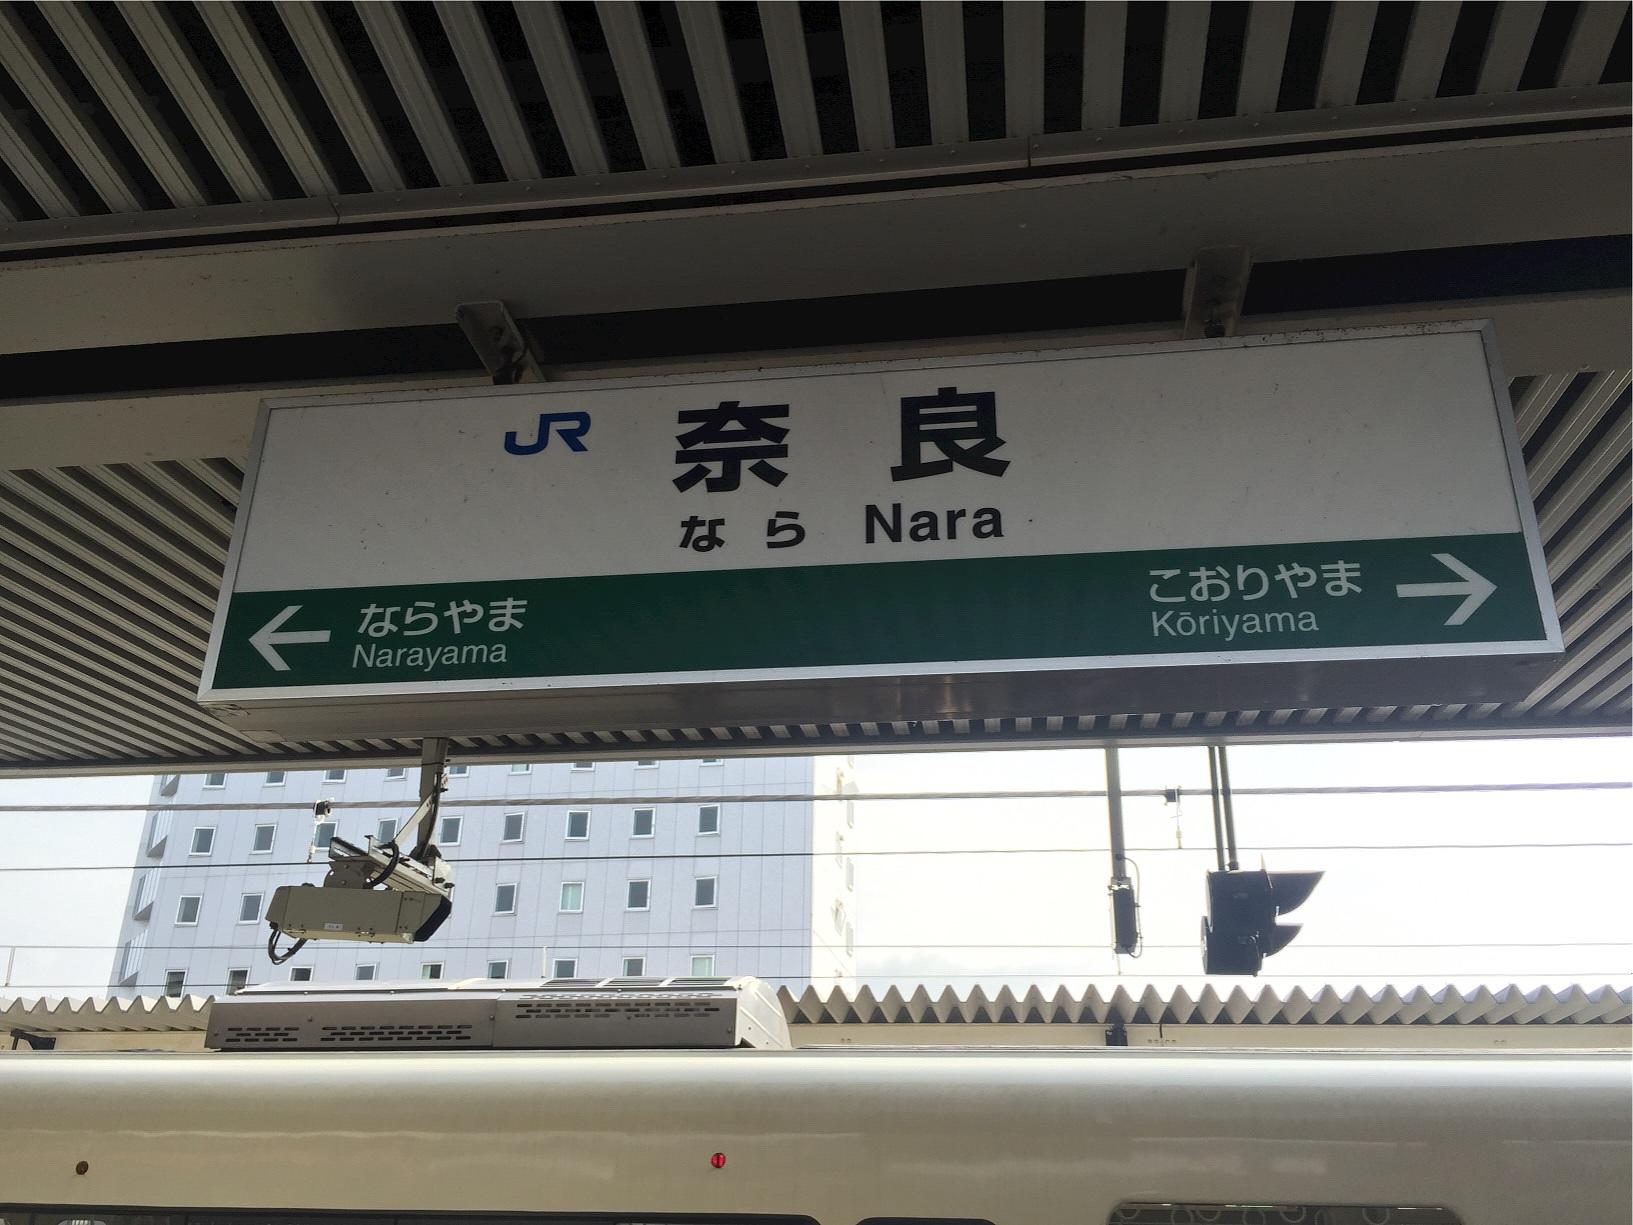 JR 奈良
なら Nara
← ならやま
Narayama
こおりやま →
Kōriyama